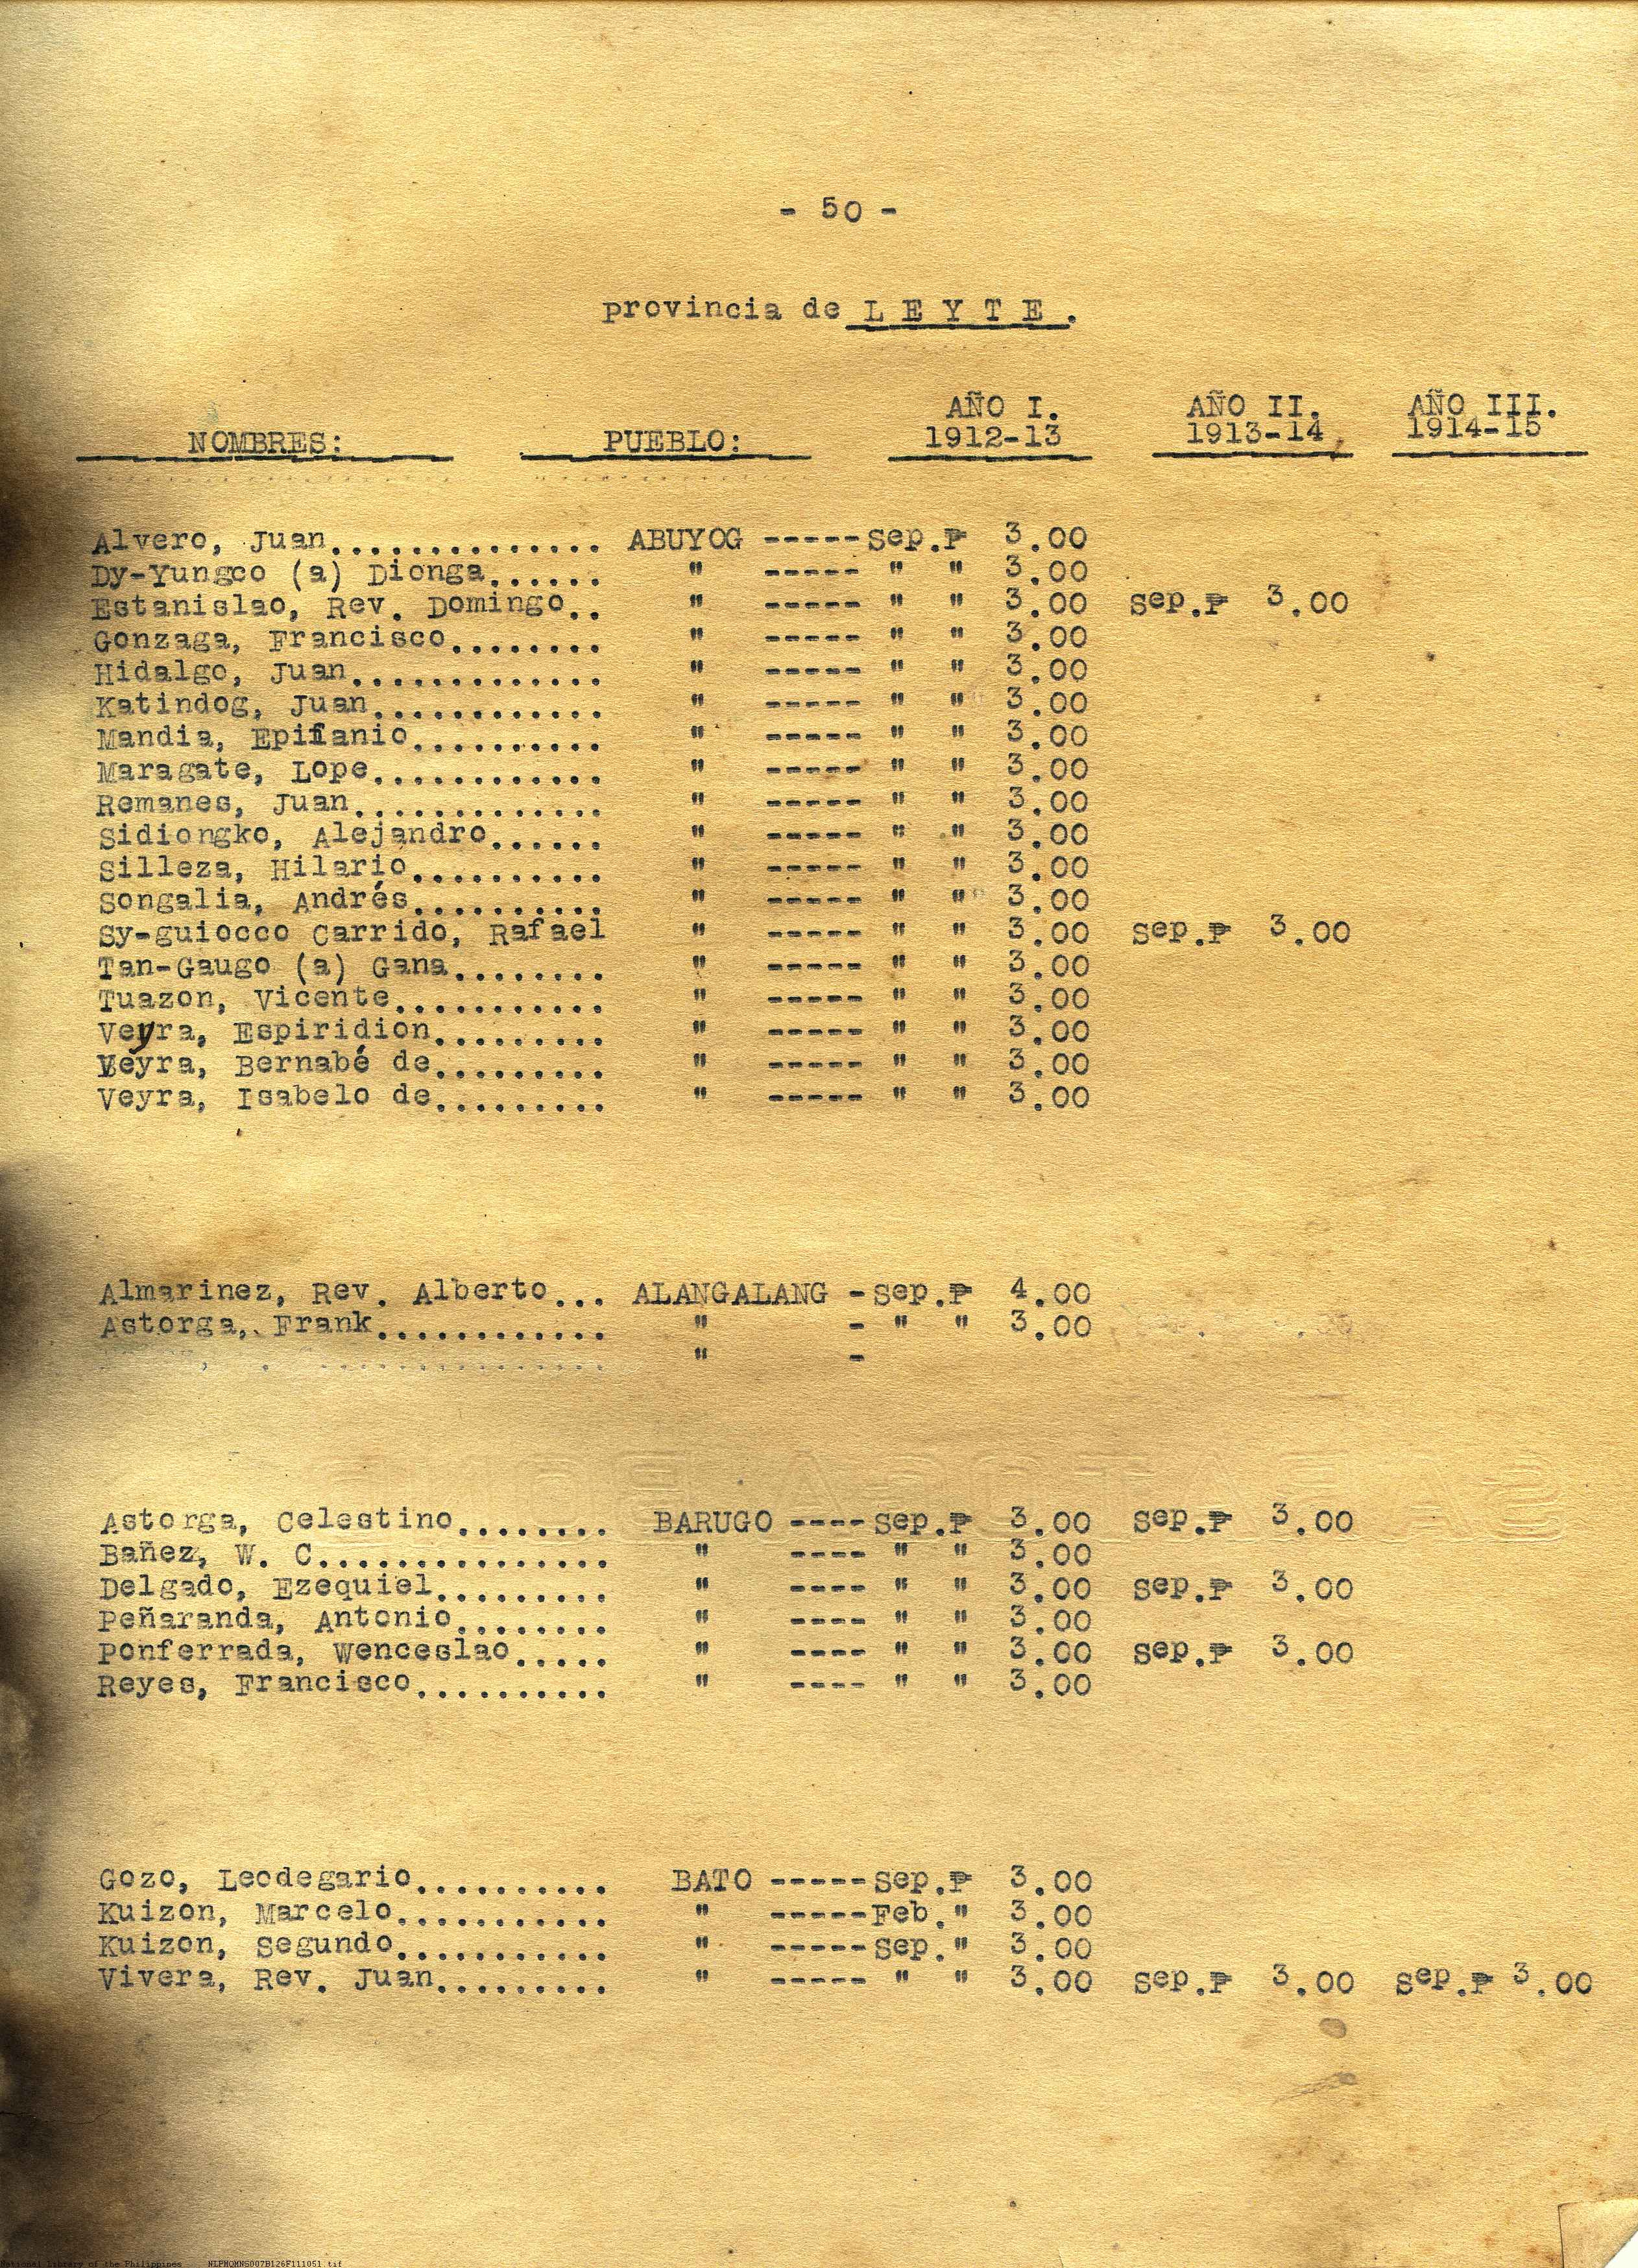 - 50 -
provincia de L E Y T E .
AÑO I. AÑO II. AÑO III.
NOMBRES: PUEBLO: 1912-13 1913-14 1914-15
Alvero, Juan.............. ABUYOG -----Sep.₱ 3.00
Dy-Yungco (a) Dionga...... " ----- " " 3.00
Estanislao, Rev. Domingo.. " ----- " " 3.00 Sep.₱ 3.00
Gonzaga, Francisco........ " ----- " " 3.00
Hidalgo, Juan............. " ----- " " 3.00
Katindog, Juan............ " ----- " " 3.00
Mandia, Epifanio.......... " ----- " " 3.00
Maragate, Lope............ " ----- " " 3.00
Remanes, Juan............. " ----- " " 3.00
Sidiongko, Alejandro...... " ----- " " 3.00
Silleza, Hilario.......... " ----- " " 3.00
Songalia, Andrés.......... " ----- " " 3.00
Sy-guiocco Carrido, Rafael " ----- " " 3.00 Sep.₱ 3.00
Tan-Gaugo (a) Gana........ " ----- " " 3.00
Tuazon, Vicente........... " ----- " " 3.00
Veyra, Espiridion......... " ----- " " 3.00
Veyra, Bernabé de......... " ----- " " 3.00
Veyra, Isabelo de......... " ----- " " 3.00
Almarinez, Rev. Alberto... ALANGALANG -Sep.₱ 4.00
Astorga, Frank............ " - " " 3.00
" -
Astorga, Celestino........ BARUGO ----Sep.₱ 3.00 Sep.₱ 3.00
Bañez, W. C............... " ---- " " 3.00
Delgado, Ezequiel......... " ---- " " 3.00 Sep.₱ 3.00
Peñaranda, Antonio........ " ---- " " 3.00
Ponferrada, Wenceslao..... " ---- " " 3.00 Sep.₱ 3.00
Reyes, Francisco.......... " ---- " " 3.00
Gozo, Leodegario.......... BATO -----Sep.₱ 3.00
Kuizon, Marcelo........... " -----Feb." 3.00
Kuizon, Segundo........... " -----Sep." 3.00
Vivera, Rev. Juan......... " ----- " " 3.00 Sep.₱ 3.00 Sep.₱ 3.00
National Library of the Philippines NLPMQMNS007B126F111051.tif